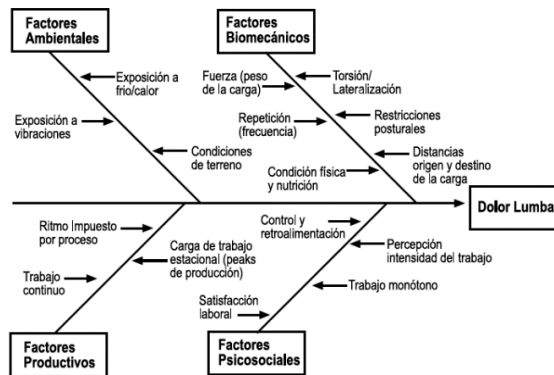 Factores
Ambientales
Factores
Biomecánicos
Exposición a
frio/calor
Exposición a
vibraciones
Condiciones
de terreno
Fuerza (peso
de la carga)
Torsión/
Lateralización
Repetición
(frecuencia)
Restricciones
posturales
Distancias
origen y destino
de la carga
Condición física
y nutrición
Dolor Lumba
Ritmo Impuesto
por proceso
Carga de trabajo
estacional (peaks
de producción)
Trabajo
continuo
Control y
retroalimentación
Percepción
intensidad del trabajo
Trabajo monótono
Satisfacción
laboral
Factores
Productivos
Factores
Psicosociales